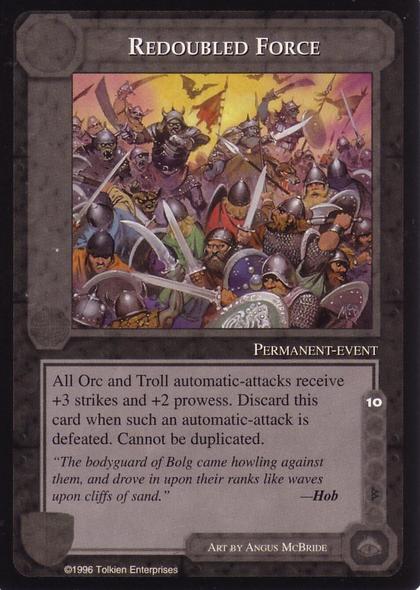 REDOUBLED FORCE
PERMANENT-EVENT
All Orc and Troll automatic-attacks receive
+3 strikes and +2 prowess. Discard this
card when such an automatic-attack is
defeated. Cannot be duplicated.
10
“The bodyguard of Bolg came howling against
them, and drove in upon their ranks like waves
upon cliffs of sand.” —Hob
ART BY ANGUS MCBRIDE
©1996 Tolkien Enterprises